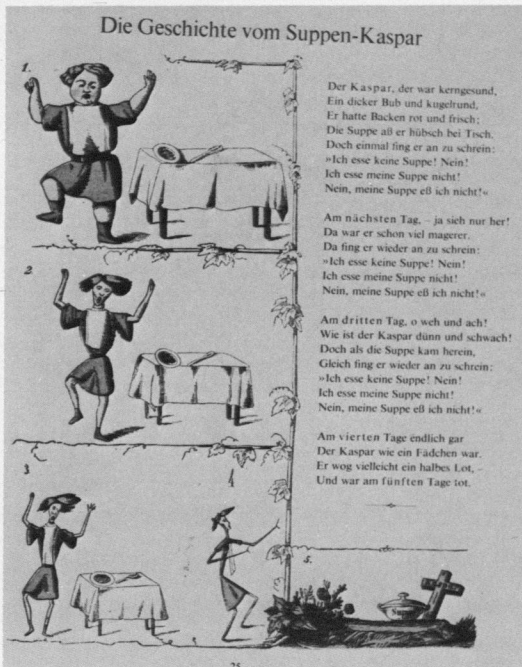 Die Geschichte vom Suppen-Kaspar
1.
Der Kaspar, der war kerngesund,
Ein dicker Bub und kugelrund,
Er hatte Backen rot und frisch;
Die Suppe aß er hübsch bei Tisch.
Doch einmal fing er an zu schrein:
»Ich esse keine Suppe! Nein!
Ich esse meine Suppe nicht!
Nein, meine Suppe eß ich nicht!«
2.
Am nächsten Tag, – ja sieh nur her!
Da war er schon viel magerer.
Da fing er wieder an zu schrein:
»Ich esse keine Suppe! Nein!
Ich esse meine Suppe nicht!
Nein, meine Suppe eß ich nicht!«
Am dritten Tag, o weh und ach!
Wie ist der Kaspar dünn und schwach!
Doch als die Suppe kam herein,
Gleich fing er wieder an zu schrein:
»Ich esse keine Suppe! Nein!
Ich esse meine Suppe nicht!
Nein, meine Suppe eß ich nicht!«
3
4
Am vierten Tage endlich gar
Der Kaspar wie ein Fädchen war.
Er wog vielleicht ein halbes Lot, –
Und war am fünften Tage tot.
5.
25